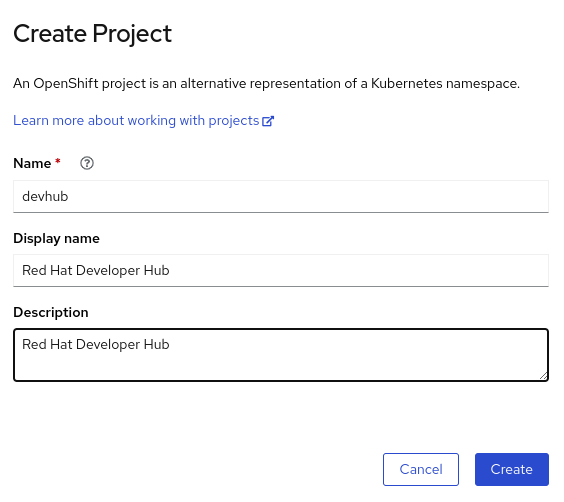 Create Project
An OpenShift project is an alternative representation of a Kubernetes namespace.
Learn more about working with projects
Name *
devhub
Display name
Red Hat Developer Hub
Description
Red Hat Developer Hub
Cancel
Create